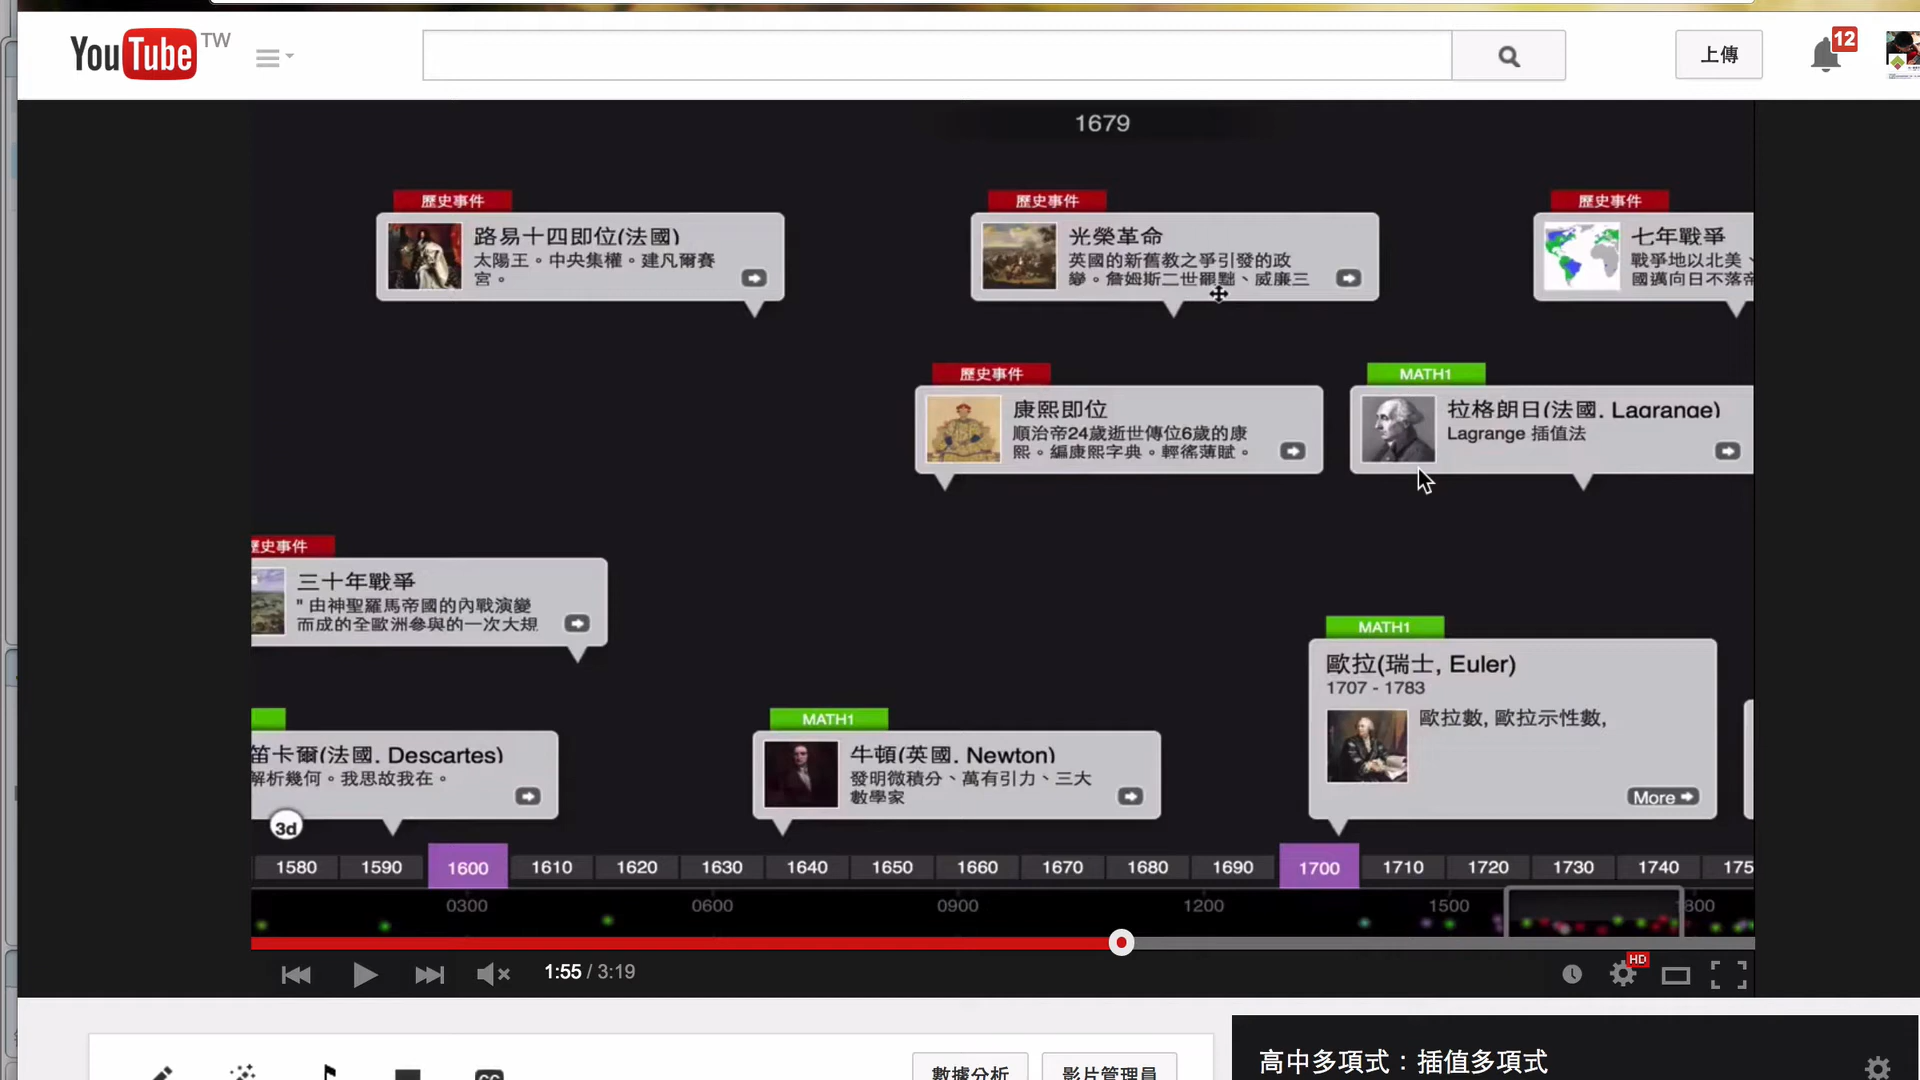 YouTube TW
上傳
12
1679
歷史事件
路易十四即位(法國)
太陽王。中央集權。建凡爾賽
宮。
歷史事件
光榮革命
英國的新舊教之爭引發的政
變。詹姆斯二世罷黜、威廉三
歷史事件
七年戰爭
戰爭地以北美、
國邁向日不落帝
歷史事件
康熙即位
順治帝24歲逝世傳位6歲的康
熙。編康熙字典。輕徭薄賦。
MATH1
拉格朗日(法國. Lagrange)
Lagrange 插值法
歷史事件
三十年戰爭
" 由神聖羅馬帝國的內戰演變
而成的全歐洲參與的一次大規
笛卡爾(法國. Descartes)
解析幾何。我思故我在。
MATH1
牛頓(英國. Newton)
發明微積分、萬有引力、三大
數學家
MATH1
歐拉(瑞士, Euler)
1707 - 1783
歐拉數, 歐拉示性數,
More
3d
1580 1590 1600 1610 1620 1630 1640 1650 1660 1670 1680 1690 1700 1710 1720 1730 1740 175
0300 0600 0900 1200 1500 1800
1:55 / 3:19
HD
數據分析
影片管理員
高中多項式：插值多項式